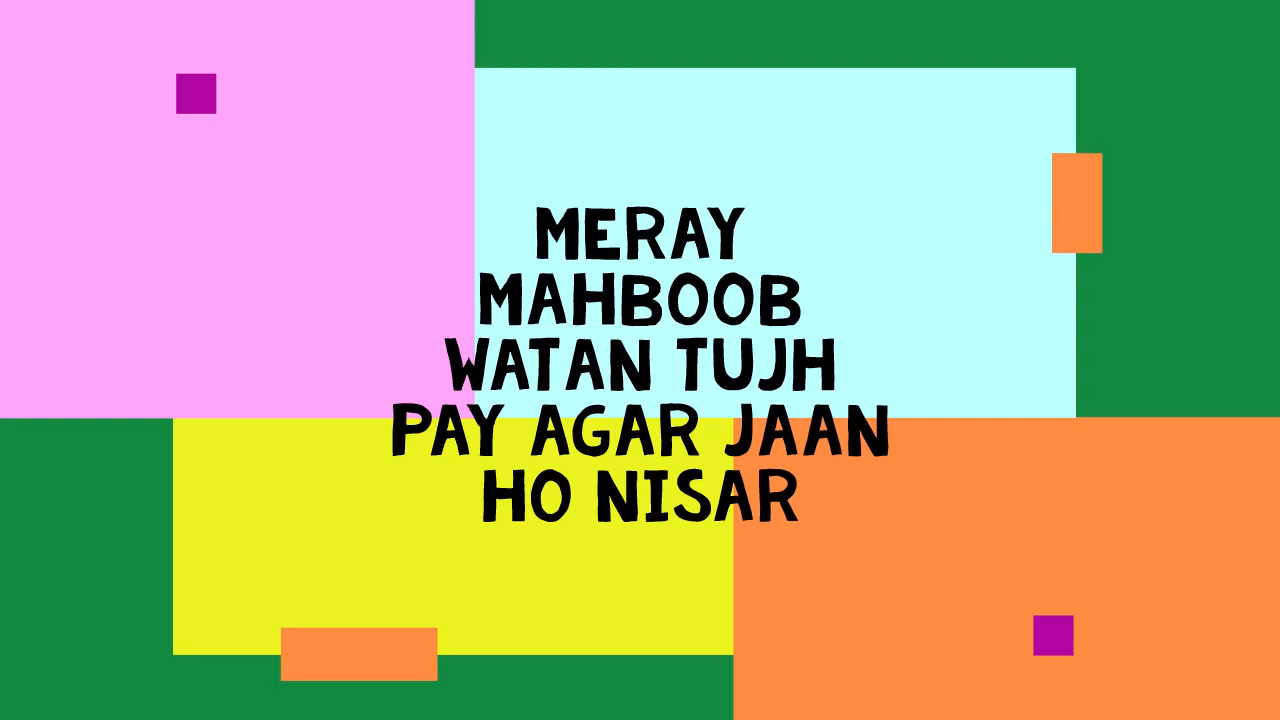 MERAY
MAHBOOB
WATAN TUJH
PAY AGAR JAAN
HO NISAR